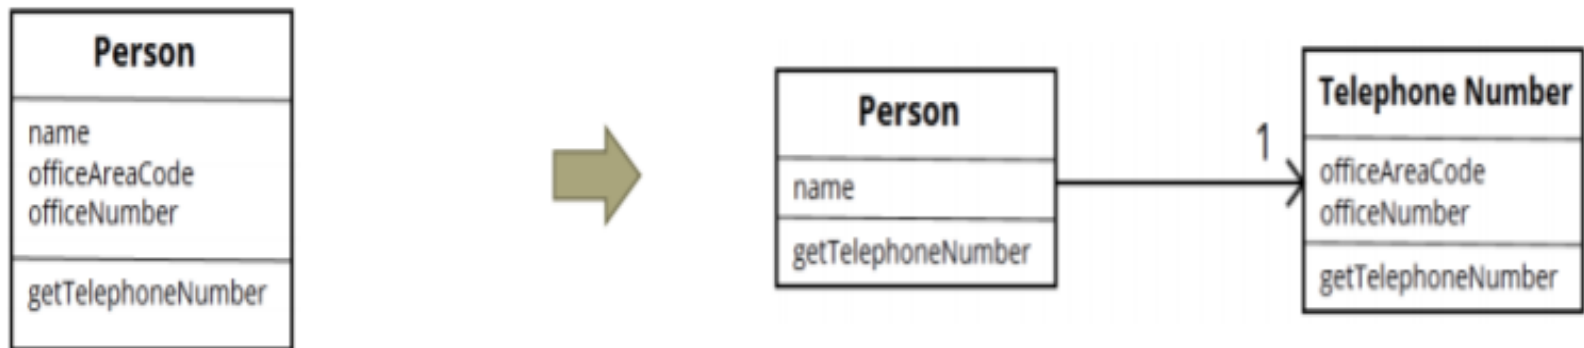 Person
name
officeAreaCode
officeNumber
getTelephoneNumber
Person
name
getTelephoneNumber
1
Telephone Number
officeAreaCode
officeNumber
getTelephoneNumber